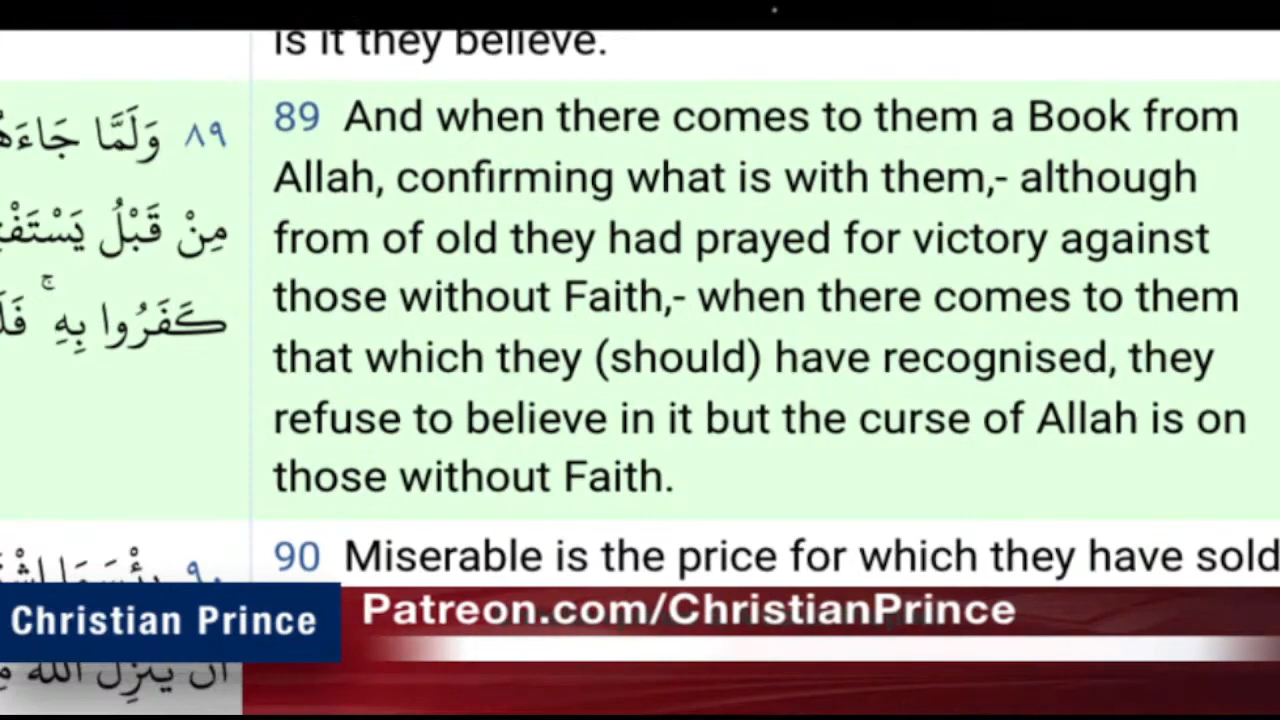 is it they believe.
٨٩ وَلَمَّا
89 And when there comes to them a Book from
Allah, confirming what is with them,- although
مِنْ قَبْلُ
from of old they had prayed for victory against
those without Faith,- when there comes to them
كَفَرُوا بِهِ ۚ
that which they (should) have recognised, they
refuse to believe in it but the curse of Allah is on
those without Faith.
٩٠
90 Miserable is the price for which they have sold
Christian Prince
Patreon.com/ChristianPrince